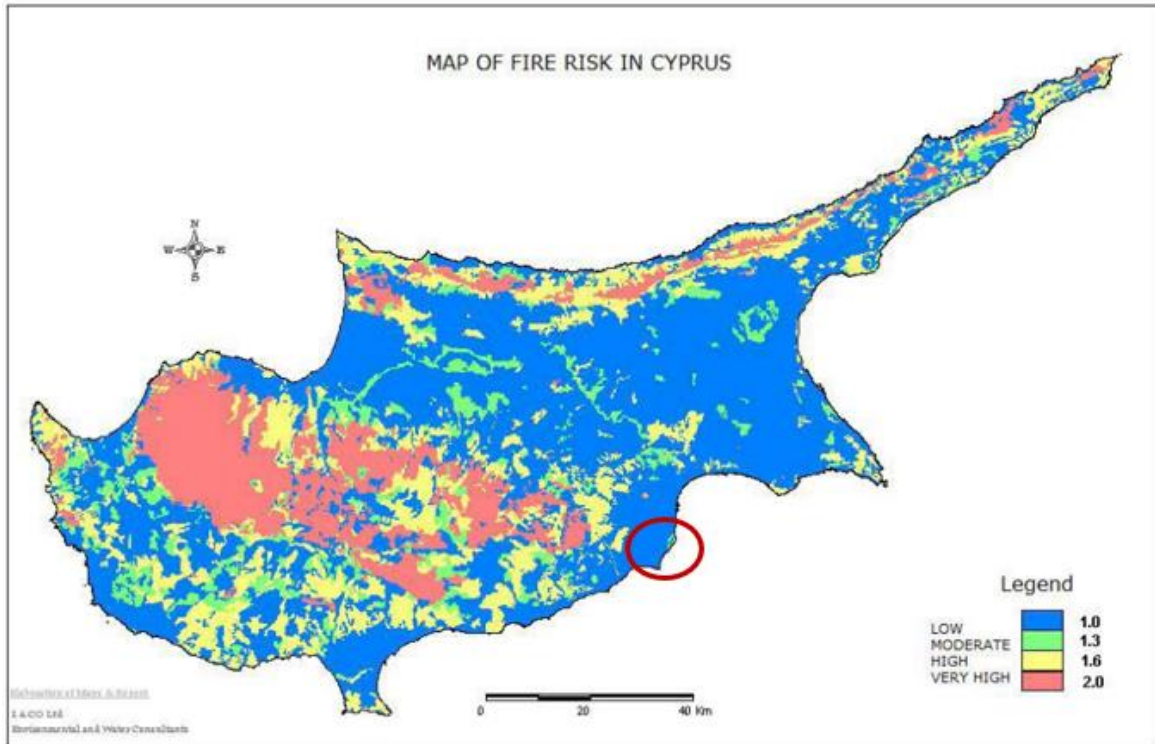 MAP OF FIRE RISK IN CYPRUS
N
W E
S
Legend
LOW 1.0
MODERATE 1.3
HIGH 1.6
VERY HIGH 2.0
0 20 40 Km
I.A.CO Ltd
Environmental and Water Consultants